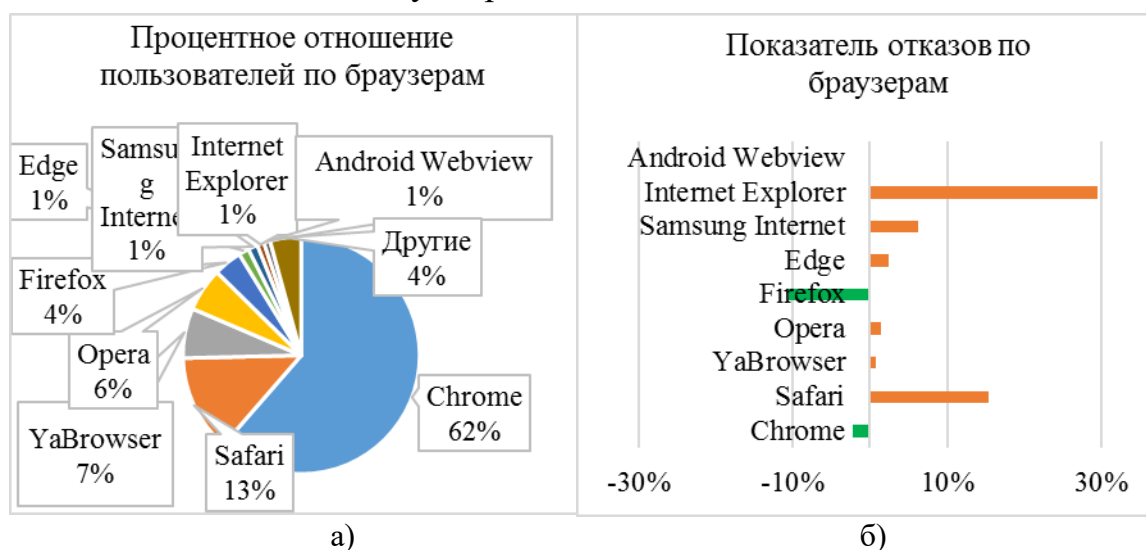 Процентное отношение
пользователей по браузерам
Edge
1%
Samsu
g
Interne
1%
Internet
Explorer
1%
Android Webview
1%
Другие
4%
Firefox
4%
Opera
6%
YaBrowser
7%
Safari
13%
Chrome
62%
а)
Показатель отказов по
браузерам
Android Webview
Internet Explorer
Samsung Internet
Edge
Firefox
Opera
YaBrowser
Safari
Chrome
-30%
-10%
10%
30%
б)